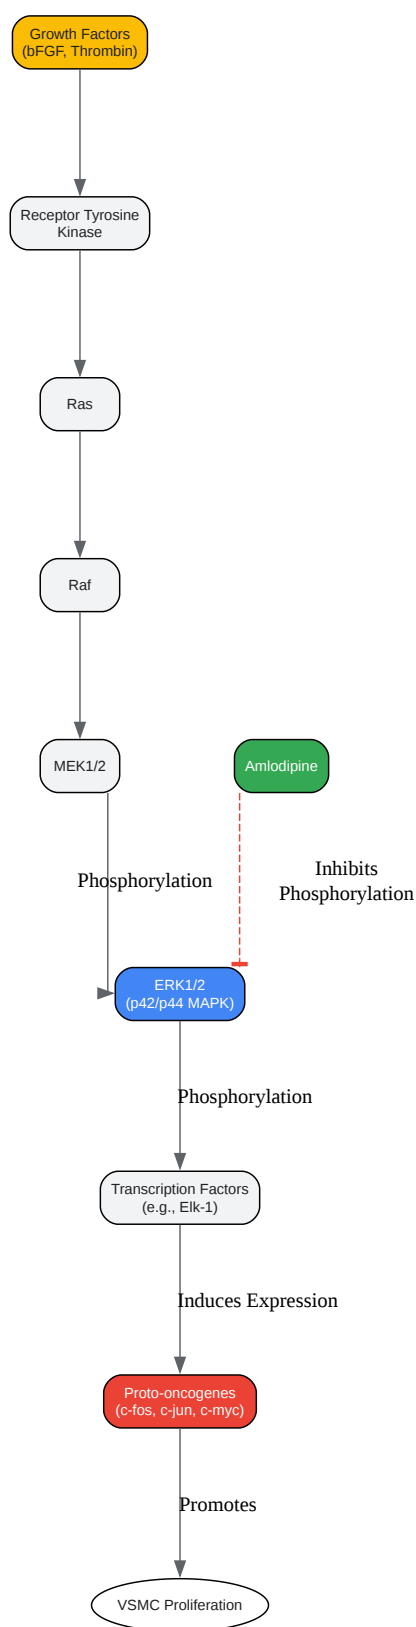 Growth Factors
(bFGF, Thrombin)
Receptor Tyrosine
Kinase
Ras
Raf
MEK1/2
Amlodipine
Phosphorylation
Inhibits
Phosphorylation
ERK1/2
(p42/p44 MAPK)
Phosphorylation
Transcription Factors
(e.g., Elk-1)
Induces Expression
Proto-oncogenes
(c-fos, c-jun, c-myc)
Promotes
VSMC Proliferation